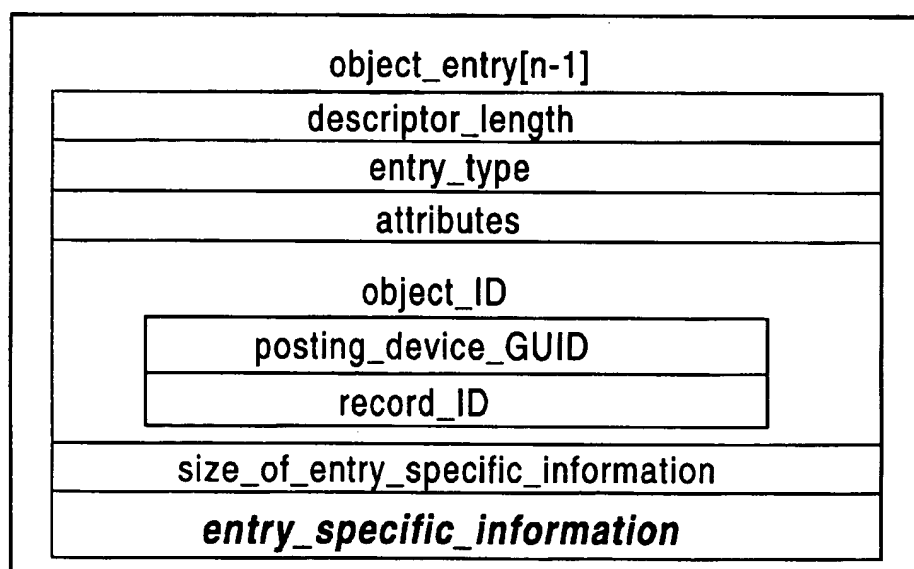 object_entry[n-1]
descriptor_length
entry_type
attributes
object_ID
posting_device_GUID
record_ID
size_of_entry_specific_information
entry_specific_information